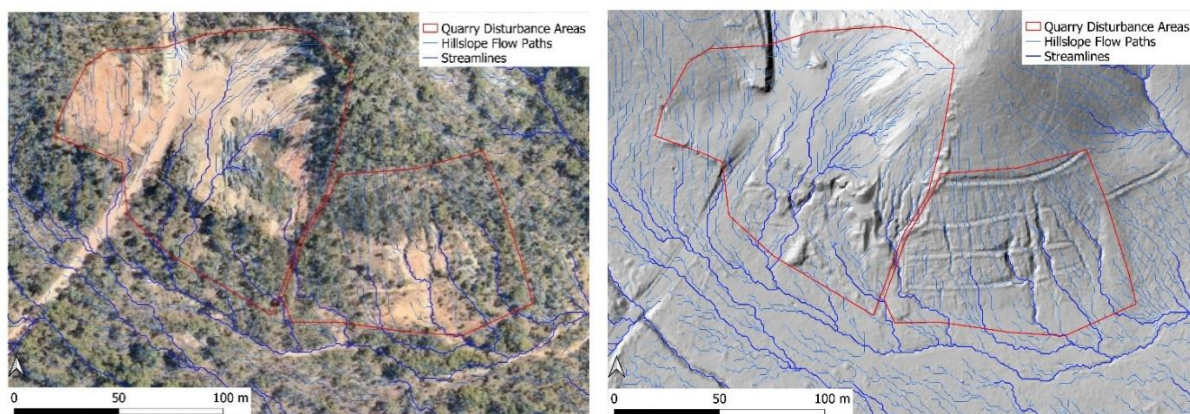 Quarry Disturbance Areas
Hillslope Flow Paths
Streamlines
0 50 100 m
Quarry Disturbance Areas
Hillslope Flow Paths
Streamlines
0 50 100 m